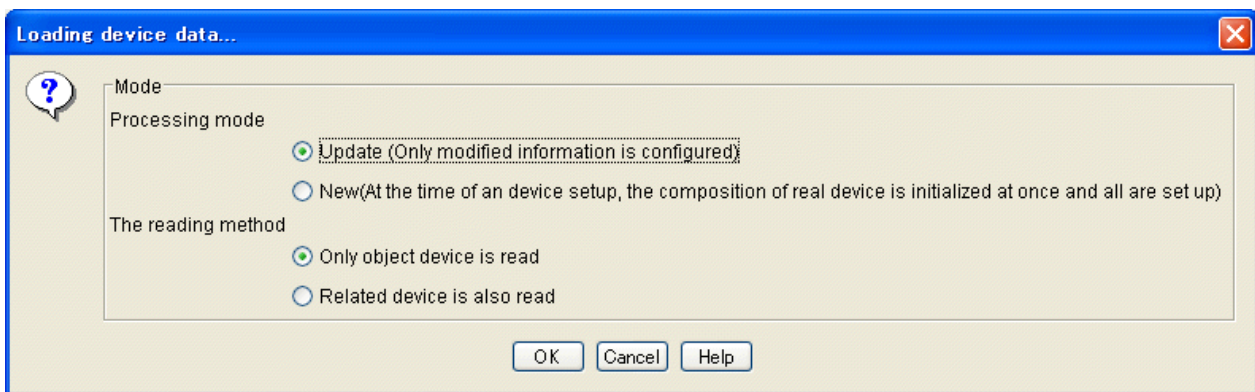 Loading device data...
Mode
Processing mode
Update (Only modified information is configured)
New(At the time of an device setup, the composition of real device is initialized at once and all are set up)
The reading method
Only object device is read
Related device is also read
OK Cancel Help